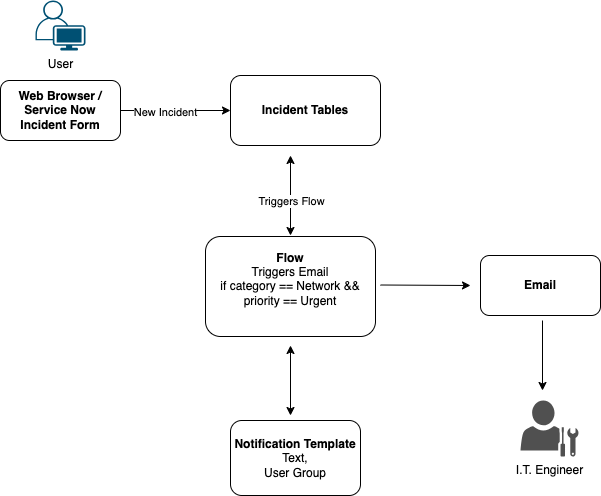 User
Web Browser /
Service Now
Incident Form
New Incident
Incident Tables
Triggers Flow
Flow
Triggers Email
if category == Network &&
priority == Urgent
Email
Notification Template
Text,
User Group
I.T. Engineer